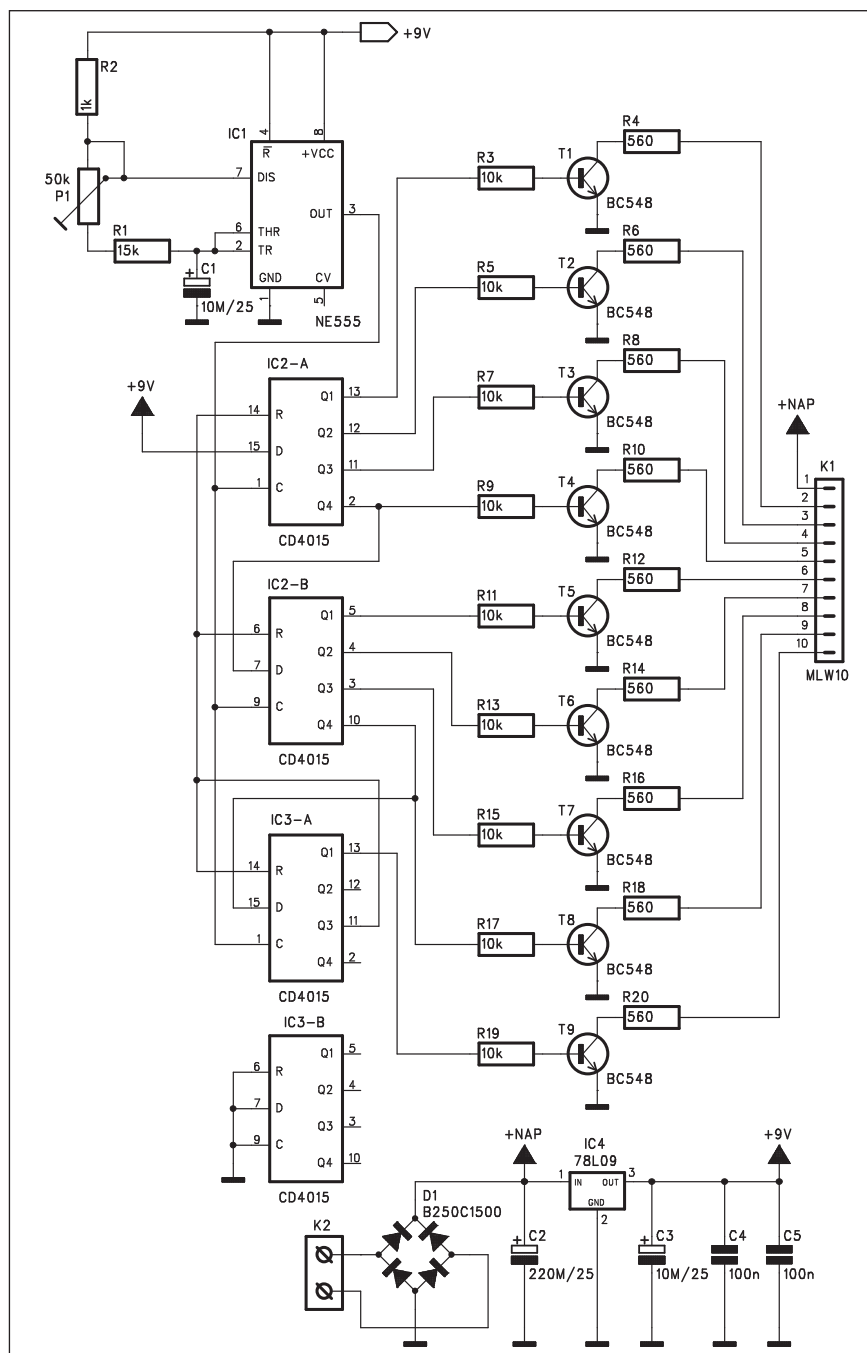 +9V
R2
1k
IC1
4
8
R
+VCC
50k
P1
7
DIS
OUT
3
R1
15k
6
THR
2
TR
C1
+
10M/25
GND
CV
1
5
NE555
R3
10k
T1
BC548
R4
560
R5
10k
T2
BC548
R6
560
R7
10k
T3
BC548
R8
560
R9
10k
T4
BC548
R10
560
R11
10k
T5
BC548
R12
560
R13
10k
T6
BC548
R14
560
R15
10k
T7
BC548
R16
560
R17
10k
T8
BC548
R18
560
R19
10k
T9
BC548
R20
560
+9V
IC2-A
14
R
15
D
1
C
Q1
13
Q2
12
Q3
11
Q4
2
CD4015
IC2-B
6
R
7
D
9
C
Q1
5
Q2
4
Q3
3
Q4
10
CD4015
IC3-A
14
R
15
D
1
C
Q1
13
Q2
12
Q3
11
Q4
2
CD4015
IC3-B
6
R
7
D
9
C
Q1
5
Q2
4
Q3
3
Q4
10
CD4015
+NAP
K1
1
2
3
4
5
6
7
8
9
10
MLW10
K2
D1
B250C1500
+NAP
+
C2
220M/25
IC4
78L09
1
IN
OUT
3
GND
2
+9V
+
C3
10M/25
C4
100n
C5
100n